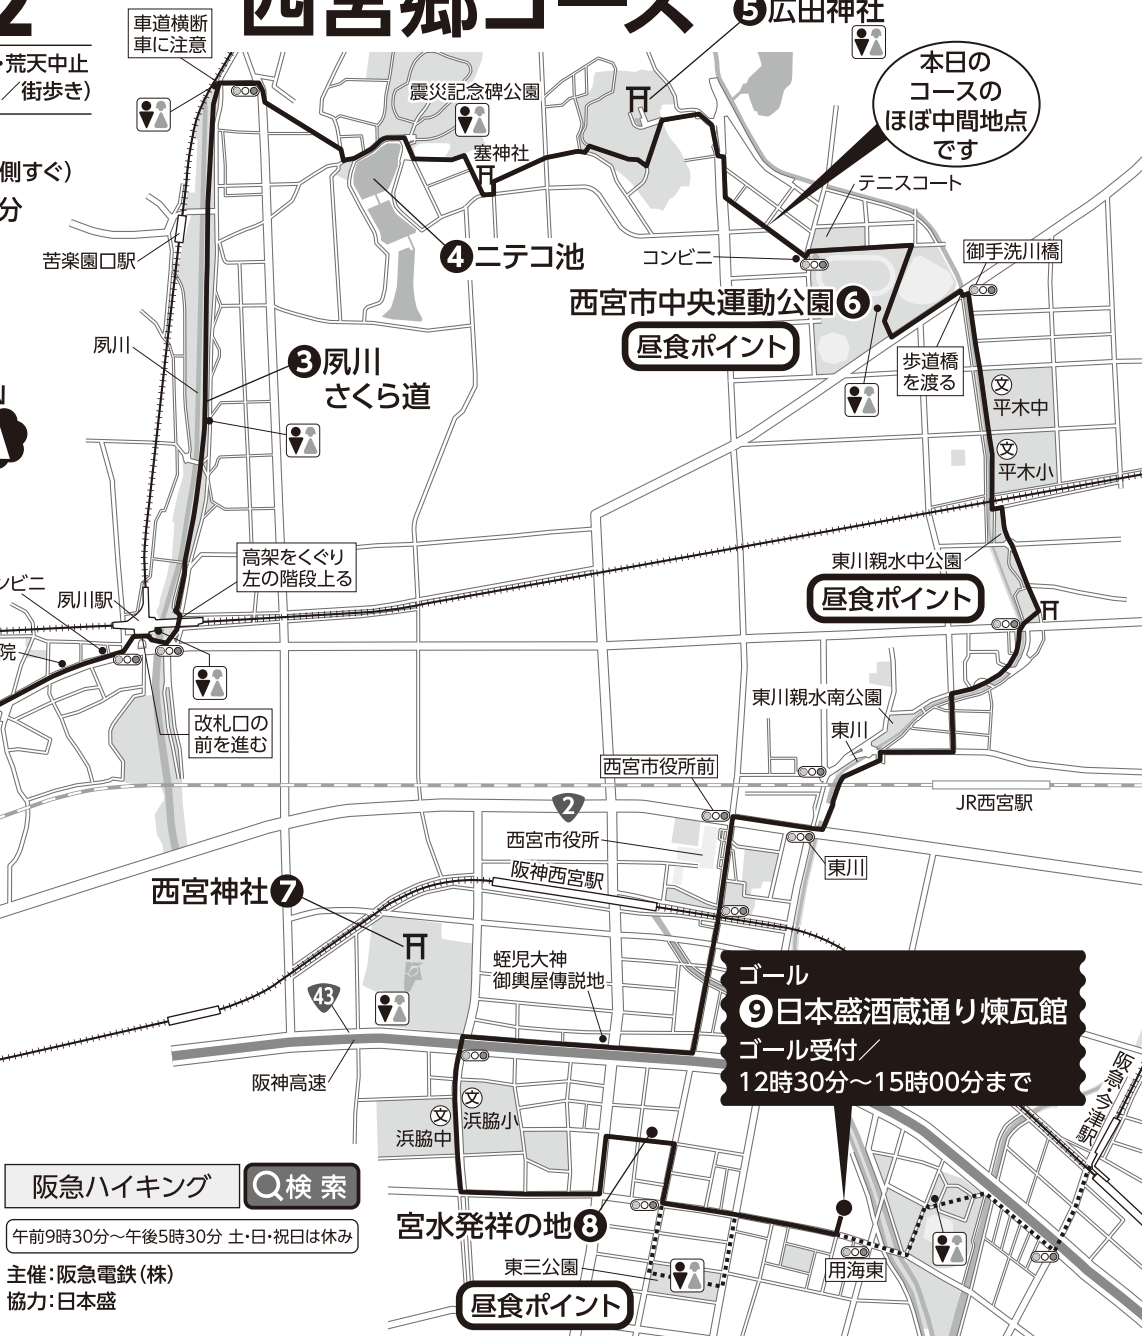 西宮郷コース
・荒天中止
／街歩き）
側すぐ）
分
車道横断
車に注意
❺広田神社
本日の
コースの
ほぼ中間地点
です
震災記念碑公園
塞神社
テニスコート
❹ニテコ池
コンビニ
御手洗川橋
西宮市中央運動公園❻
昼食ポイント
歩道橋
を渡る
苦楽園口駅
夙川
❸夙川
さくら道
文
平木中
文
平木小
高架をくぐり
左の階段上る
東川親水中公園
昼食ポイント
ンビニ
夙川駅
院
改札口の
前を進む
東川親水南公園
東川
西宮市役所前
JR西宮駅
2
西宮市役所
東川
阪神西宮駅
西宮神社❼
蛭児大神
御輿屋傳説地
43
阪神高速
ゴール
❾日本盛酒蔵通り煉瓦館
ゴール受付／
12時30分～15時00分まで
阪急・今津駅
文
浜脇小
文
浜脇中
宮水発祥の地❽
東三公園
昼食ポイント
用海東
阪急ハイキング
検索
午前9時30分～午後5時30分 土・日・祝日は休み
主催：阪急電鉄（株）
協力：日本盛